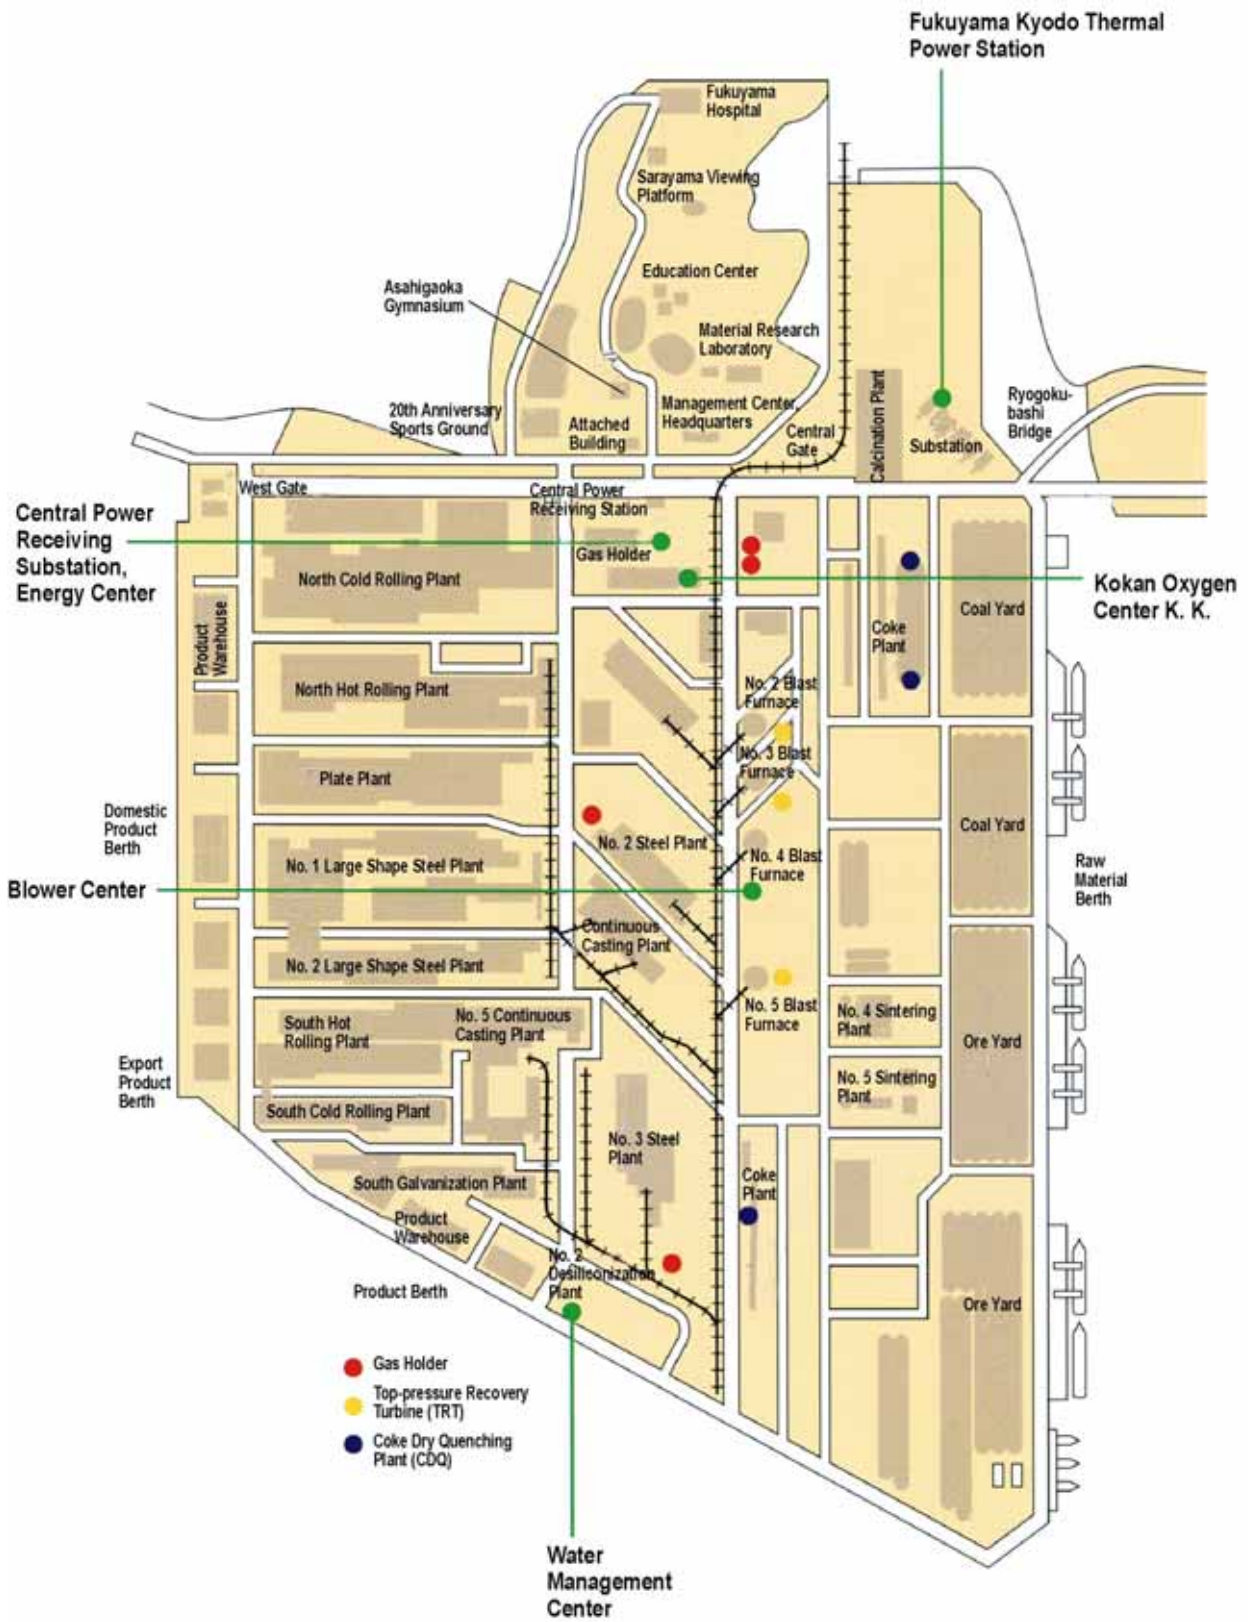 Fukuyama Kyodo Thermal
Power Station
Fukuyama
Hospital
Sarayama Viewing
Platform
Education Center
Asahigaoka
Gymnasium
Material Research
Laboratory
20th Anniversary
Sports Ground
Attached
Building
Management Center,
Headquarters
Central
Gate
Calcination Plant
Substation
Ryogoku-
bashi
Bridge
West Gate
Central Power
Receiving Station
Central Power
Receiving
Substation,
Energy Center
Gas Holder
North Cold Rolling Plant
Kokan Oxygen
Center K. K.
Coal Yard
Coke
Plant
Product
Warehouse
North Hot Rolling Plant
No. 2 Blast
Furnace
No. 3 Blast
Furnace
Plate Plant
Domestic
Product
Berth
No. 2 Steel Plant
Coal Yard
No. 1 Large Shape Steel Plant
No. 4 Blast
Furnace
Raw
Material
Berth
Blower Center
Continuous
Casting Plant
No. 2 Large Shape Steel Plant
No. 5 Blast
Furnace
No. 4 Sintering
Plant
South Hot
Rolling Plant
No. 5 Continuous
Casting Plant
Ore Yard
Export
Product
Berth
No. 5 Sintering
Plant
South Cold Rolling Plant
No. 3 Steel
Plant
Coke
Plant
South Galvanization Plant
Product
Warehouse
No. 2
Desiliconization
Plant
Product Berth
Ore Yard
Gas Holder
Top-pressure Recovery
Turbine (TRT)
Coke Dry Quenching
Plant (CDQ)
Water
Management
Center